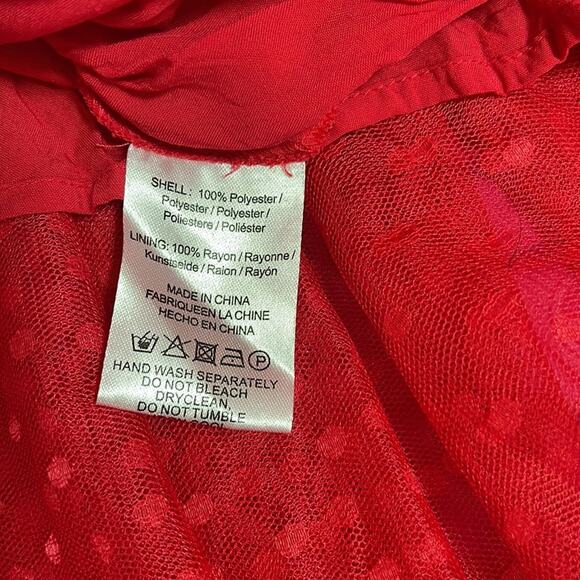 SHELL: 100% Polyester /
Polyester / Polyester /
Poliestere / Poliéster
LINING: 100% Rayon / Rayonne /
Kunstseide / Raion / Rayón
MADE IN CHINA
FABRIQUEEN LA CHINE
HECHO EN CHINA
P
HAND WASH SEPARATELY
DO NOT BLEACH
DRYCLEAN,
DO NOT TUMBLE